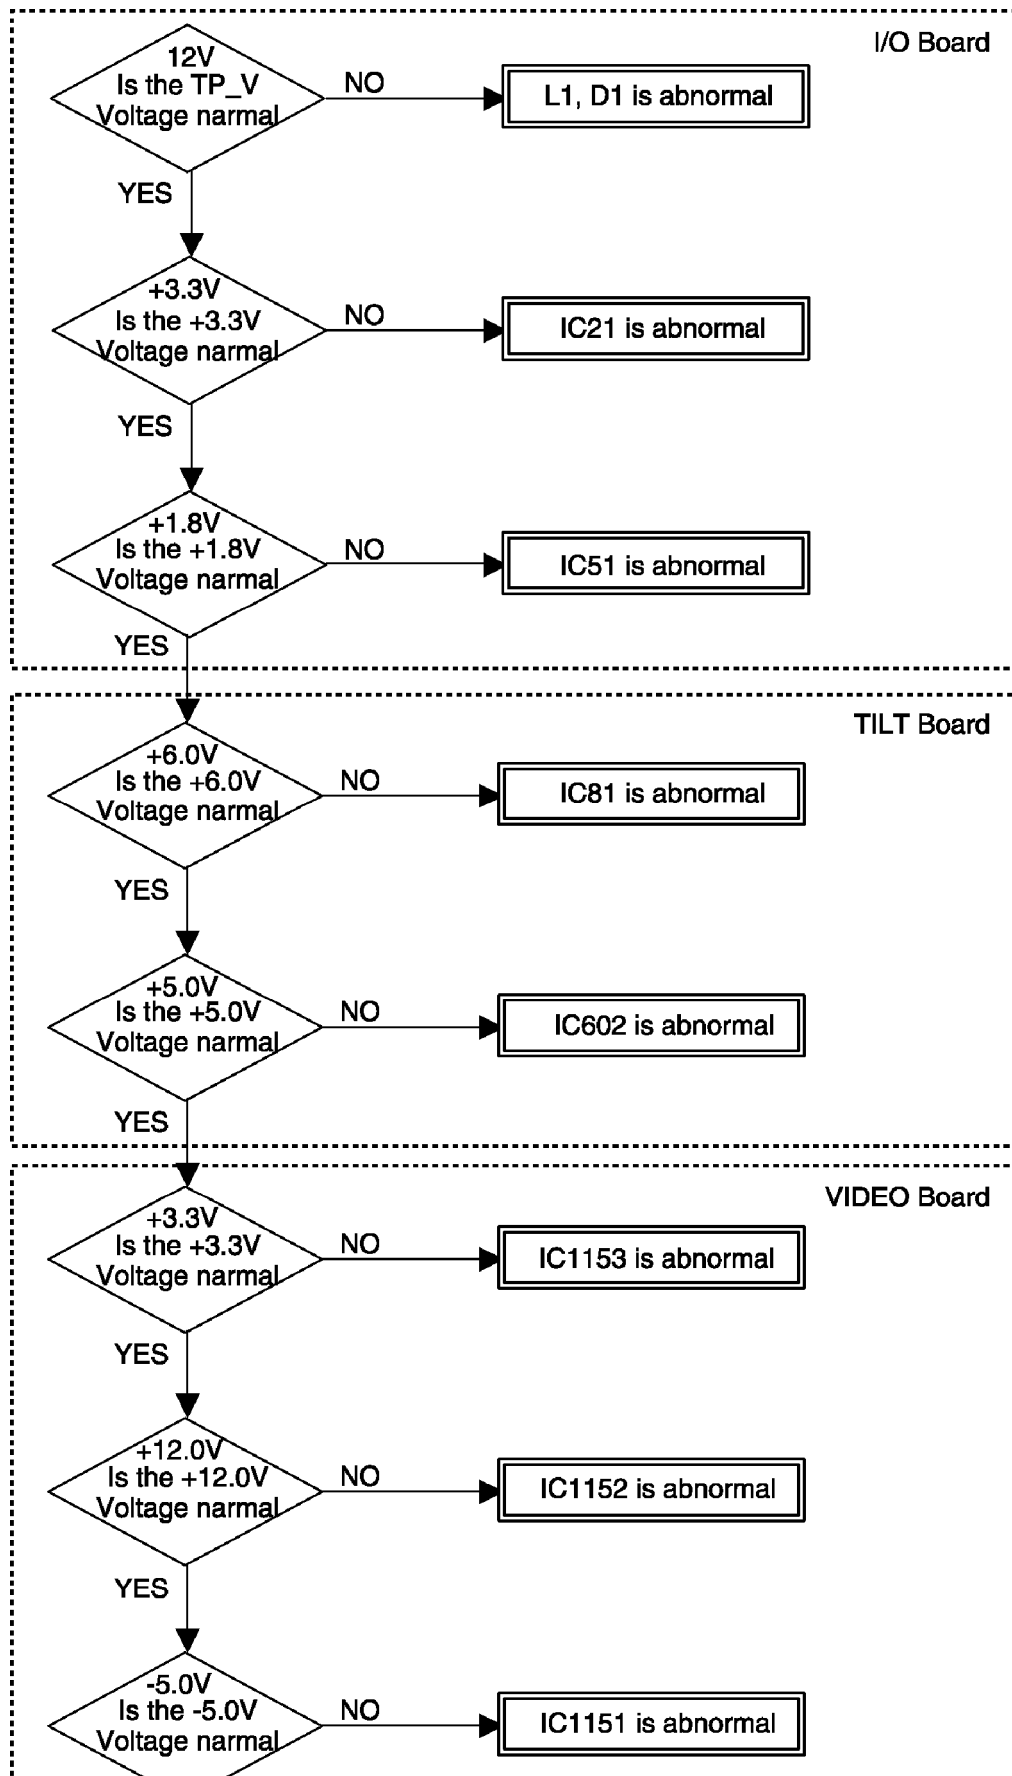 I/O Board
12V
Is the TP_V
Voltage narmal
NO
L1, D1 is abnormal
YES
+3.3V
Is the +3.3V
Voltage narmal
NO
IC21 is abnormal
YES
+1.8V
Is the +1.8V
Voltage narmal
NO
IC51 is abnormal
YES
TILT Board
+6.0V
Is the +6.0V
Voltage narmal
NO
IC81 is abnormal
YES
+5.0V
Is the +5.0V
Voltage narmal
NO
IC602 is abnormal
YES
VIDEO Board
+3.3V
Is the +3.3V
Voltage narmal
NO
IC1153 is abnormal
YES
+12.0V
Is the +12.0V
Voltage narmal
NO
IC1152 is abnormal
YES
-5.0V
Is the -5.0V
Voltage narmal
NO
IC1151 is abnormal